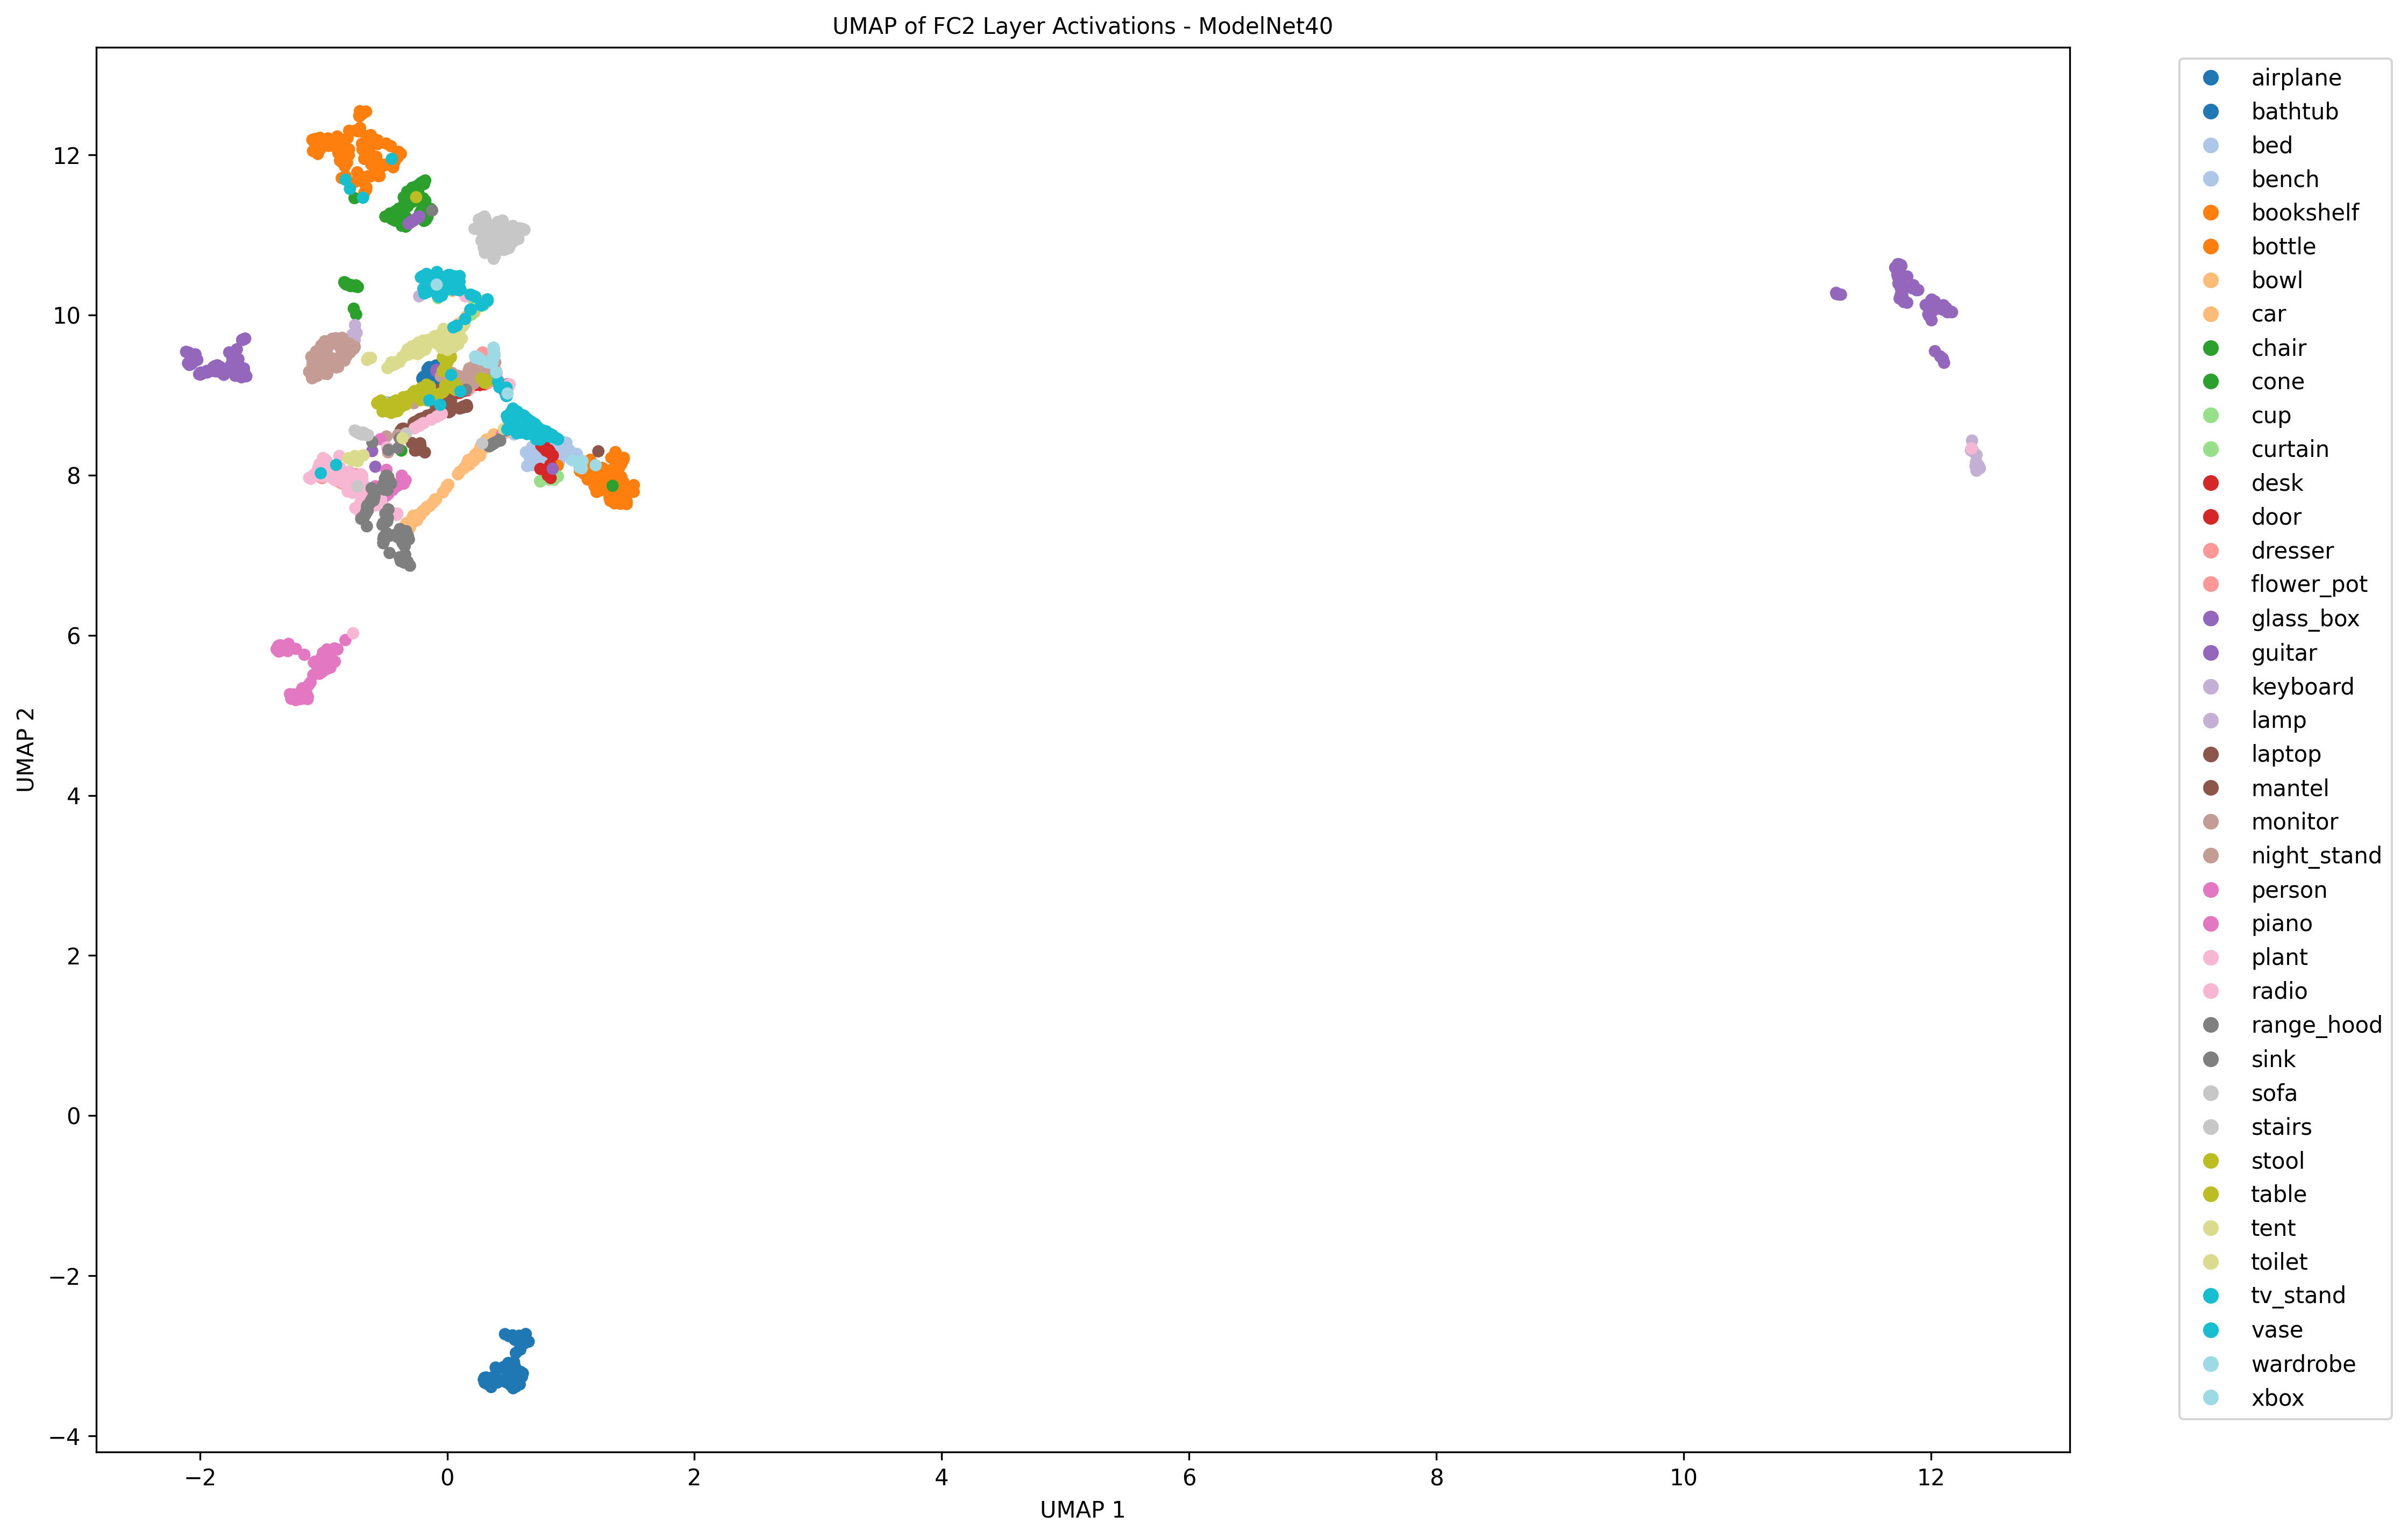 UMAP of FC2 Layer Activations - ModelNet40
12
10
8
6
4
2
0
−2
−4
UMAP 2
−2
0
2
4
6
8
10
12
UMAP 1
airplane
bathtub
bed
bench
bookshelf
bottle
bowl
car
chair
cone
cup
curtain
desk
door
dresser
flower_pot
glass_box
guitar
keyboard
lamp
laptop
mantel
monitor
night_stand
person
piano
plant
radio
range_hood
sink
sofa
stairs
stool
table
tent
toilet
tv_stand
vase
wardrobe
xbox